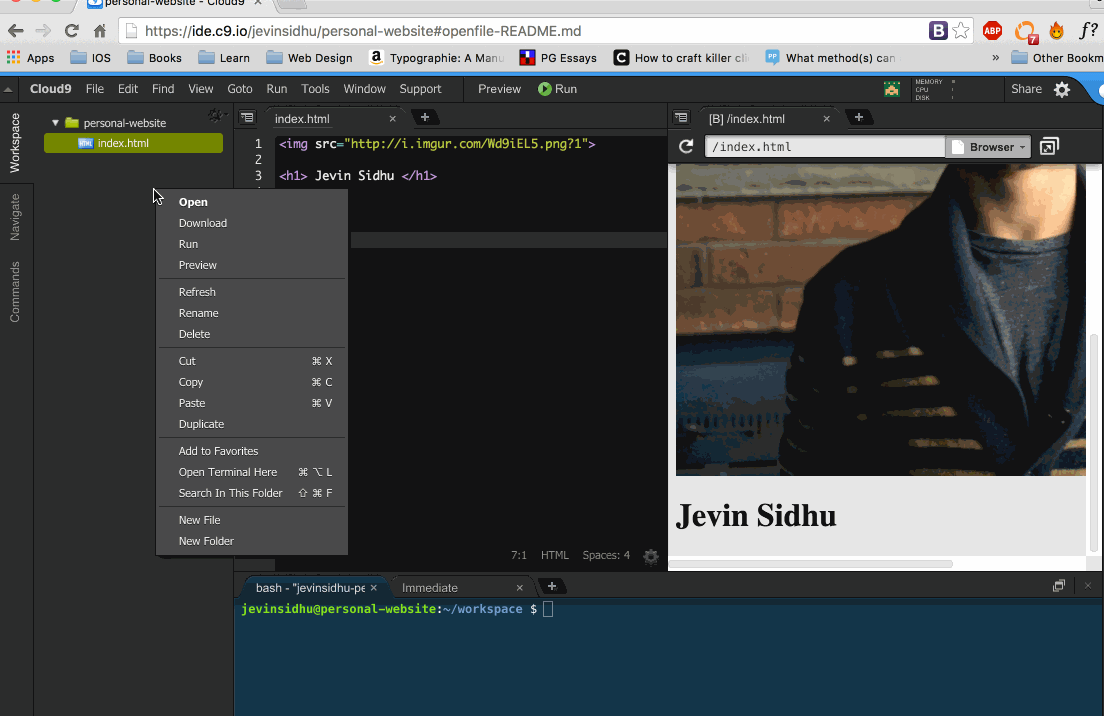 personal-website - Cloud9 ×
https://ide.c9.io/jevinsidhu/personal-website#openfile-README.md
B ABP 7 f?
Apps IOS Books Learn Web Design a Typographie: A Manu PG Essays C How to craft killer cli PP What method(s) can » Other Bookm
Cloud9 File Edit Find View Goto Run Tools Window Support Preview Run MEMORY CPU DISK Share
Workspace
Navigate
Commands
personal-website
HTML index.html
index.html ×
1 <img src="http://i.imgur.com/Wd9iEL5.png?1">
2
3 <h1> Jevin Sidhu </h1>
Open
Download
Run
Preview
Refresh
Rename
Delete
Cut ⌘ X
Copy ⌘ C
Paste ⌘ V
Duplicate
Add to Favorites
Open Terminal Here ⌘ ⌥ L
Search In This Folder ⇧ ⌘ F
New File
New Folder
7:1 HTML Spaces: 4
[B] /index.html ×
/index.html Browser
Jevin Sidhu
bash - "jevinsidhu-pe × Immediate ×
jevinsidhu@personal-website:~/workspace $